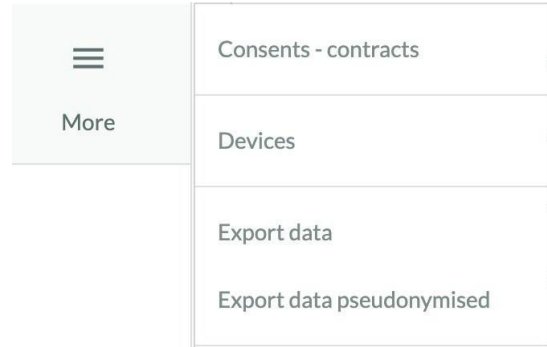 More
Consents - contracts
Devices
Export data
Export data pseudonymised